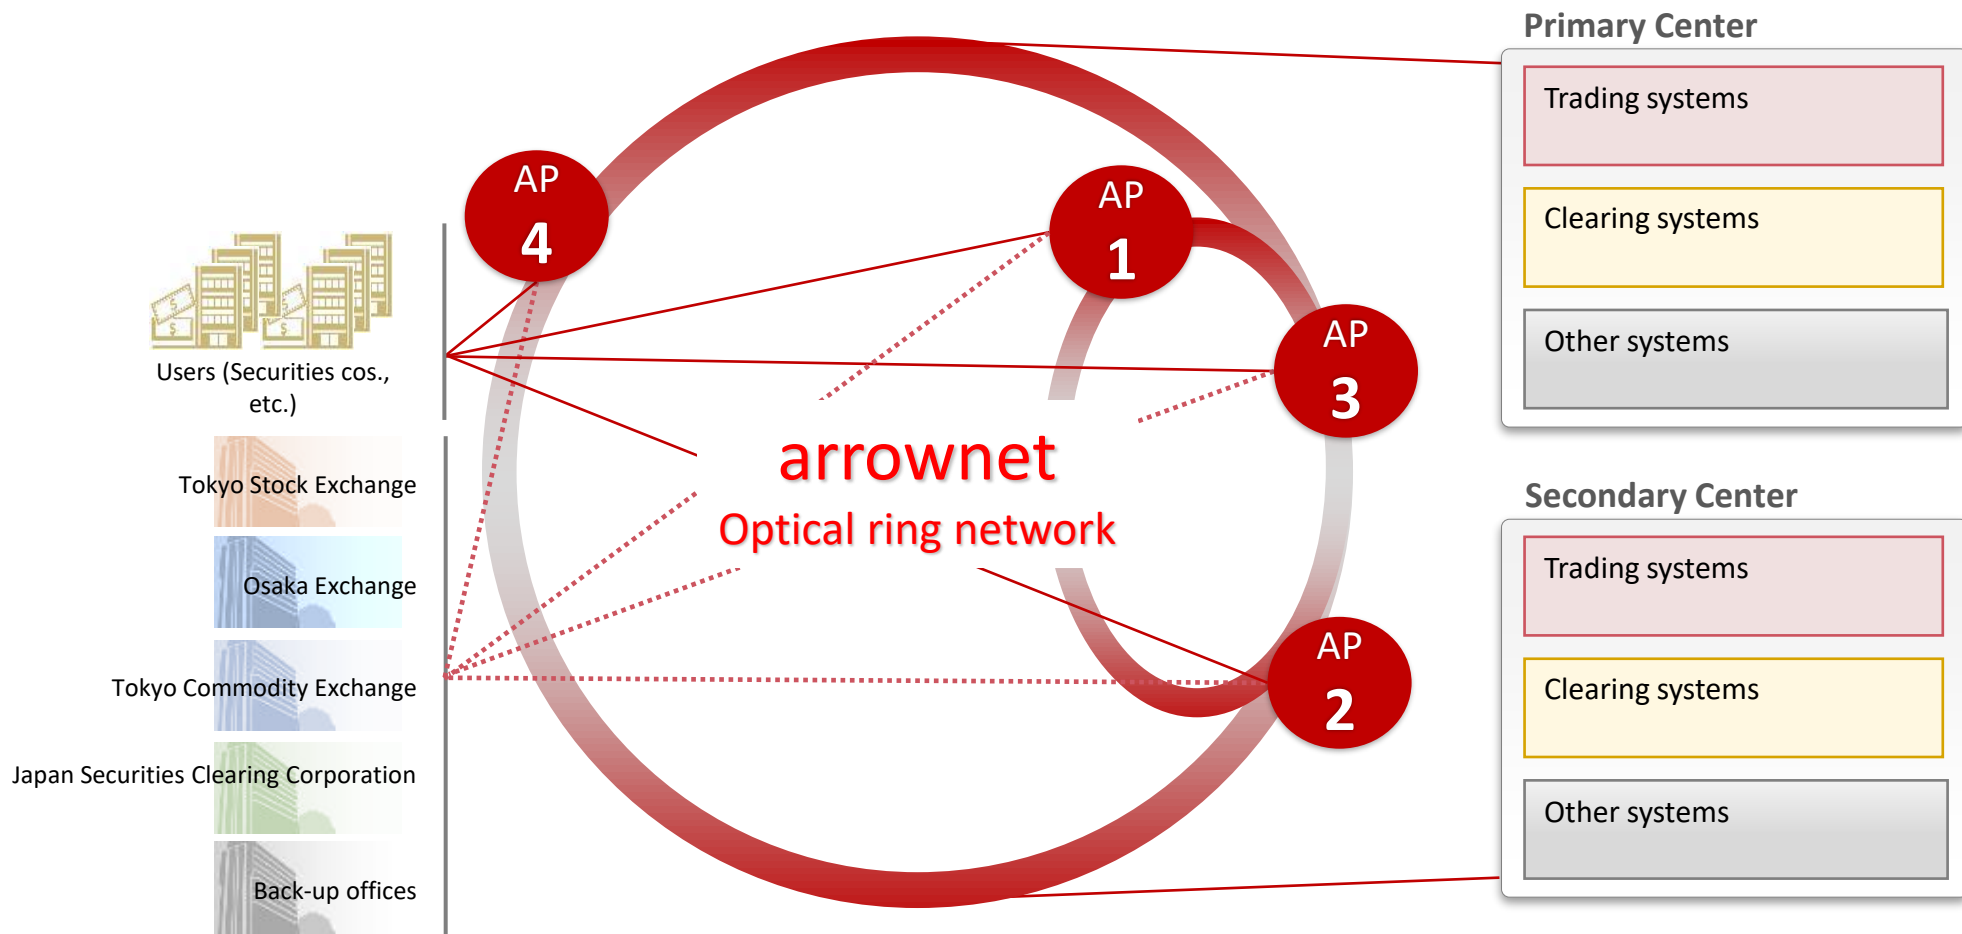 Primary Center
Trading systems
Clearing systems
Other systems
AP
4
AP
1
AP
3
AP
2
Users (Securities cos.,
etc.)
arrownet
Optical ring network
Tokyo Stock Exchange
Osaka Exchange
Tokyo Commodity Exchange
Japan Securities Clearing Corporation
Back-up offices
Secondary Center
Trading systems
Clearing systems
Other systems